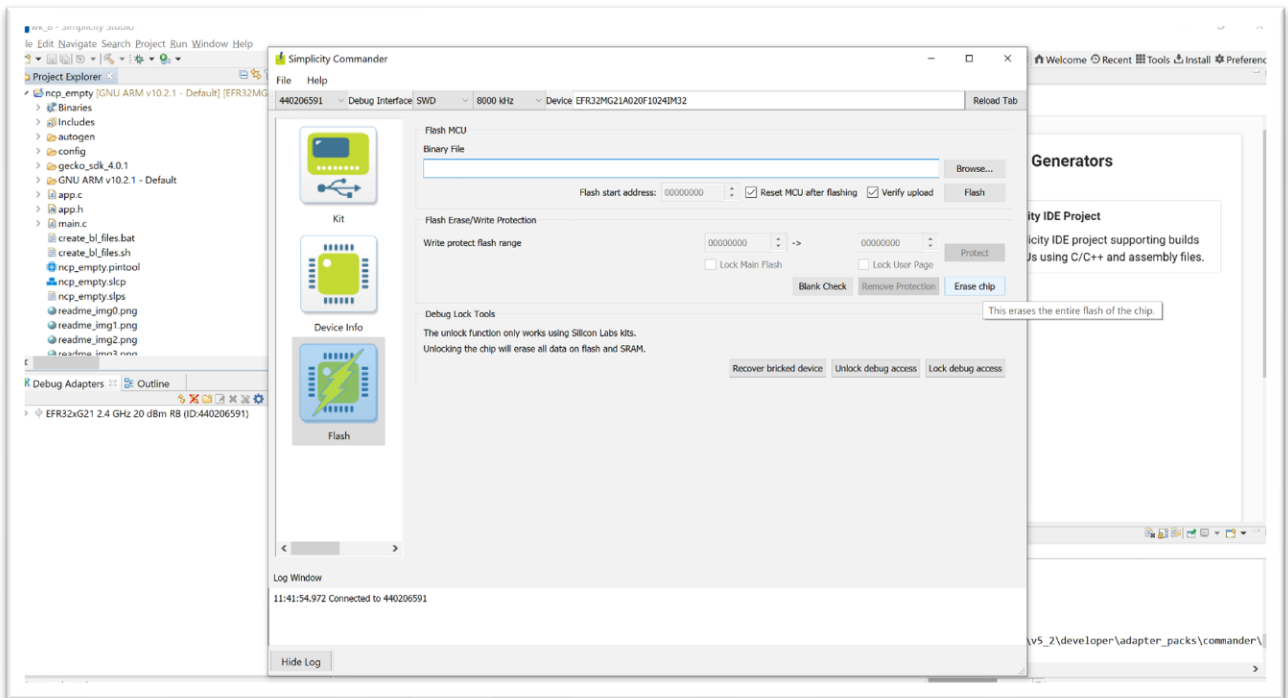 wk_B - Simplicity Studio
le Edit Navigate Search Project Run Window Help
Welcome Recent Tools Install Preferenc
Project Explorer
ncp_empty [GNU ARM v10.2.1 - Default] [EFR32MG
Binaries
Includes
autogen
config
gecko_sdk_4.0.1
GNU ARM v10.2.1 - Default
app.c
app.h
main.c
create_bl_files.bat
create_bl_files.sh
ncp_empty.pintool
ncp_empty.slcp
ncp_empty.slps
readme_img0.png
readme_img1.png
readme_img2.png
readme_img3.png
Debug Adapters Outline
EFR32xG21 2.4 GHz 20 dBm RB (ID:440206591)
Simplicity Commander
File Help
440206591 Debug Interface SWD 8000 kHz Device EFR32MG21A020F1024IM32 Reload Tab
Kit
Device Info
Flash
Flash MCU
Binary File
Browse...
Flash start address: 00000000 Reset MCU after flashing Verify upload Flash
Flash Erase/Write Protection
Write protect flash range 00000000 -> 00000000 Protect
Lock Main Flash Lock User Page
Blank Check Remove Protection Erase chip
This erases the entire flash of the chip.
Debug Lock Tools
The unlock function only works using Silicon Labs kits.
Unlocking the chip will erase all data on flash and SRAM.
Recover bricked device Unlock debug access Lock debug access
Log Window
11:41:54.972 Connected to 440206591
Hide Log
Generators
ity IDE Project
icity IDE project supporting builds
Js using C/C++ and assembly files.
\v5_2\developer\adapter_packs\commander\